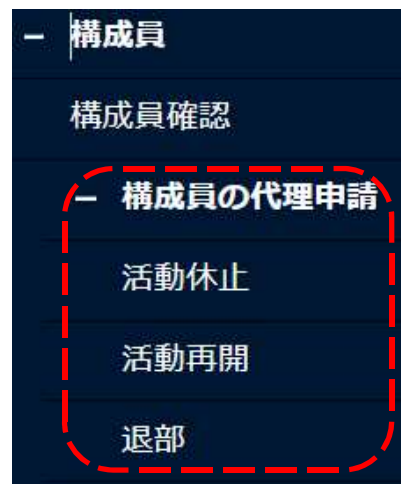 − 構成員
構成員確認
− 構成員の代理申請
活動休止
活動再開
退部